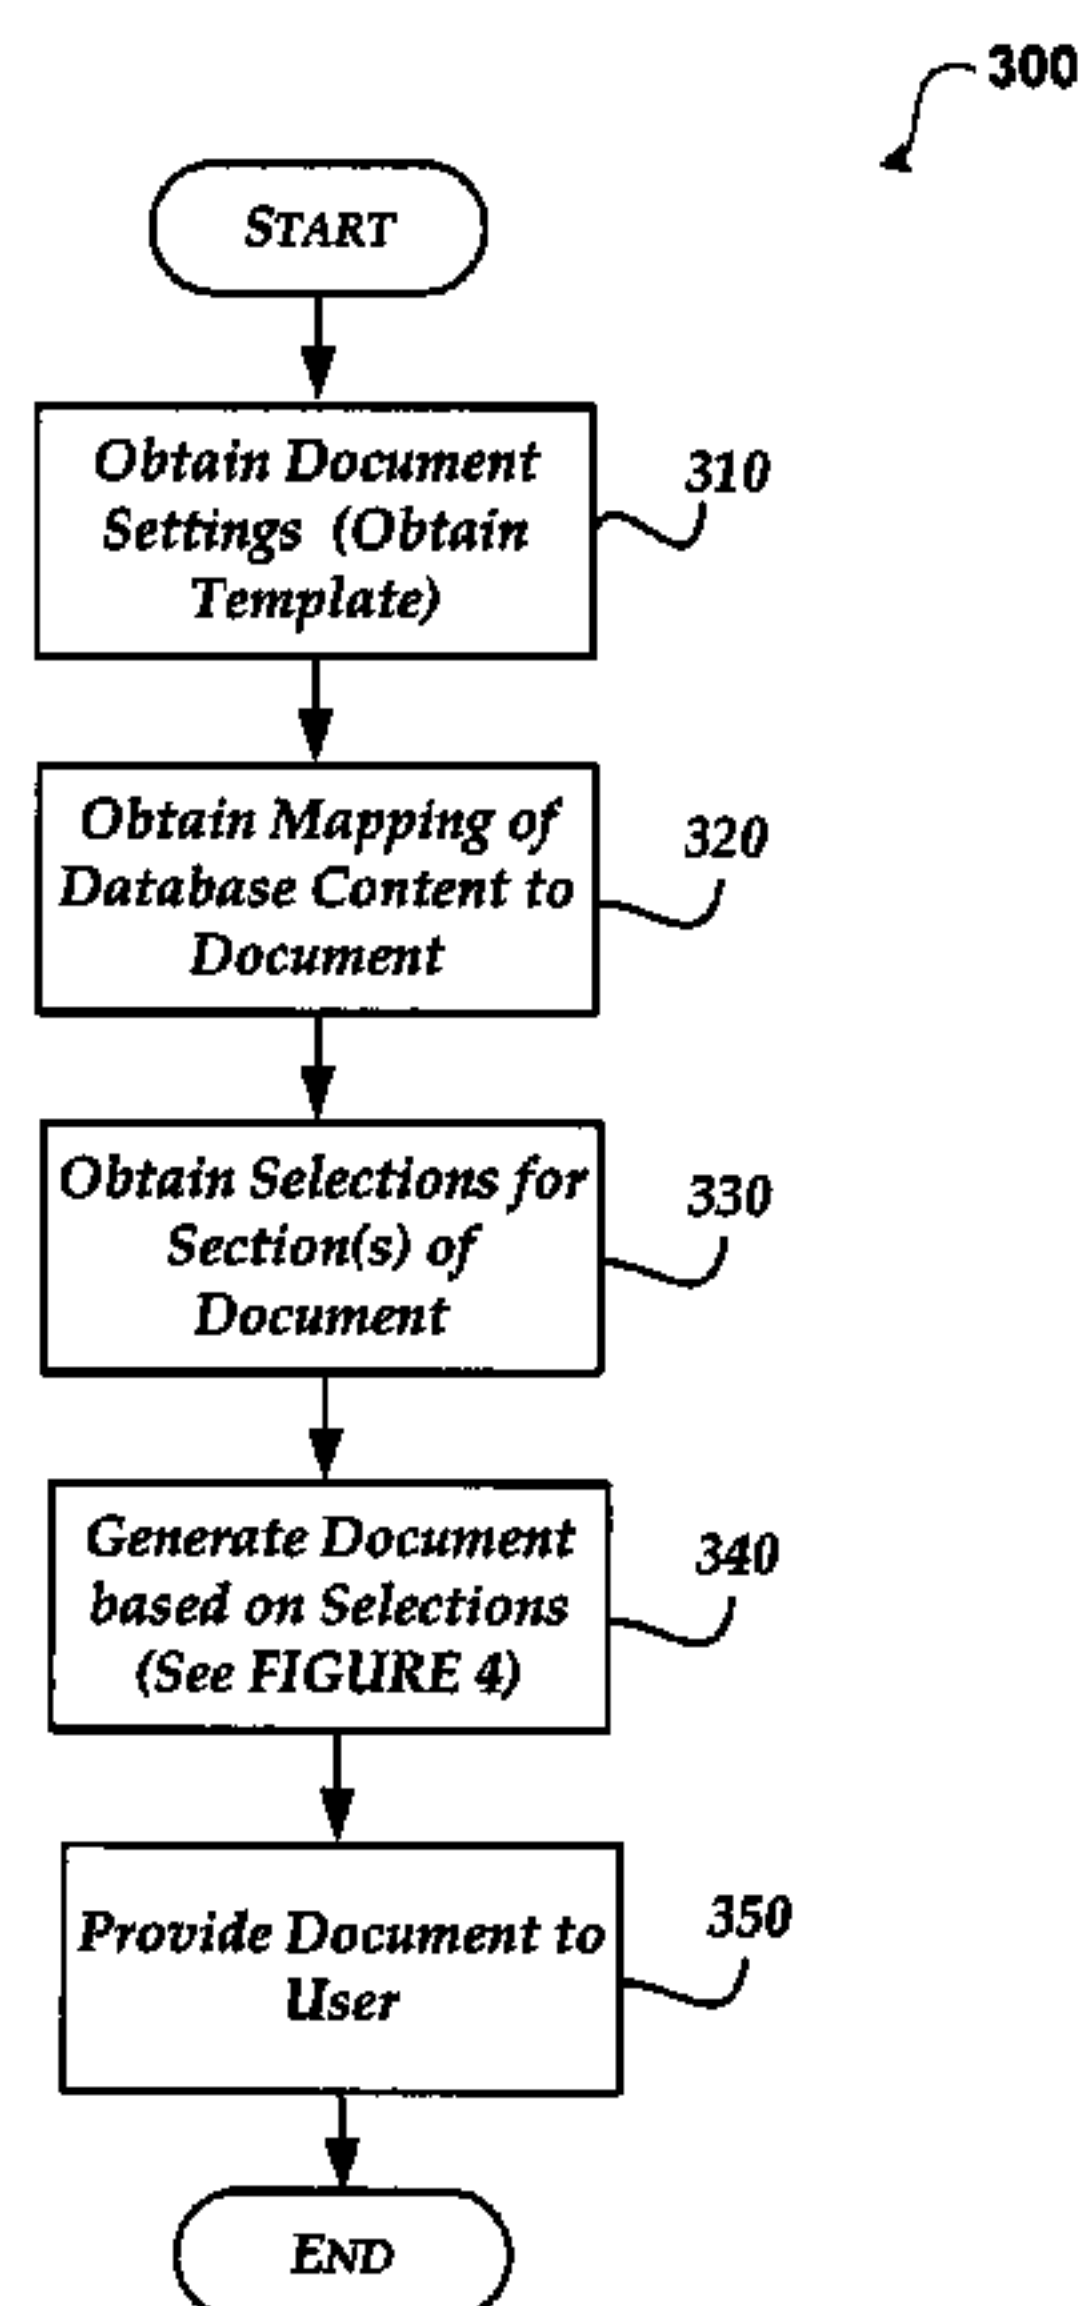 300
START
Obtain Document
Settings (Obtain
Template)
310
Obtain Mapping of
Database Content to
Document
320
Obtain Selections for
Section(s) of
Document
330
Generate Document
based on Selections
(See FIGURE 4)
340
Provide Document to
User
350
END